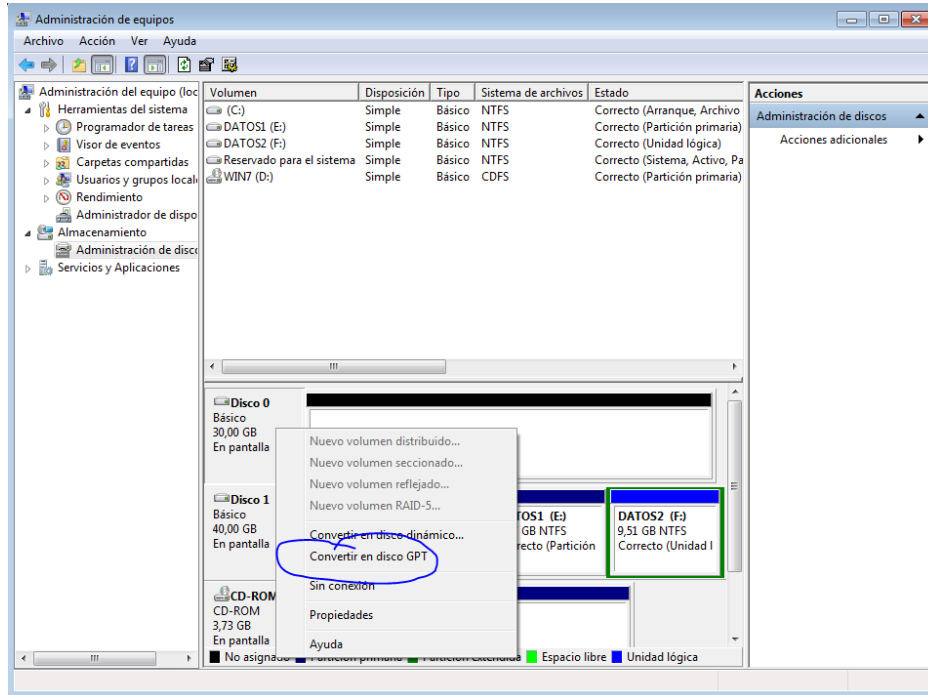 Administración de equipos
Archivo Acción Ver Ayuda
Administración del equipo (loc
Herramientas del sistema
Programador de tareas
Visor de eventos
Carpetas compartidas
Usuarios y grupos local
Rendimiento
Administrador de dispo
Almacenamiento
Administración de disc
Servicios y Aplicaciones
Volumen Disposición Tipo Sistema de archivos Estado
(C:) Simple Básico NTFS Correcto (Arranque, Archivo
DATOS1 (E:) Simple Básico NTFS Correcto (Partición primaria)
DATOS2 (F:) Simple Básico NTFS Correcto (Unidad lógica)
Reservado para el sistema Simple Básico NTFS Correcto (Sistema, Activo, Pa
WIN7 (D:) Simple Básico CDFS Correcto (Partición primaria)
Acciones
Administración de discos
Acciones adicionales
Disco 0
Básico
30,00 GB
En pantalla
Disco 1
Básico
40,00 GB
En pantalla
TOS1 (E:)
GB NTFS
recto (Partición
DATOS2 (F:)
9,51 GB NTFS
Correcto (Unidad l
CD-ROM
CD-ROM
3,73 GB
En pantalla
Nuevo volumen distribuido...
Nuevo volumen seccionado...
Nuevo volumen reflejado...
Nuevo volumen RAID-5...
Convertir en disco dinámico...
Convertir en disco GPT
Sin conexión
Propiedades
Ayuda
No asignado Partición primaria Partición extendida Espacio libre Unidad lógica